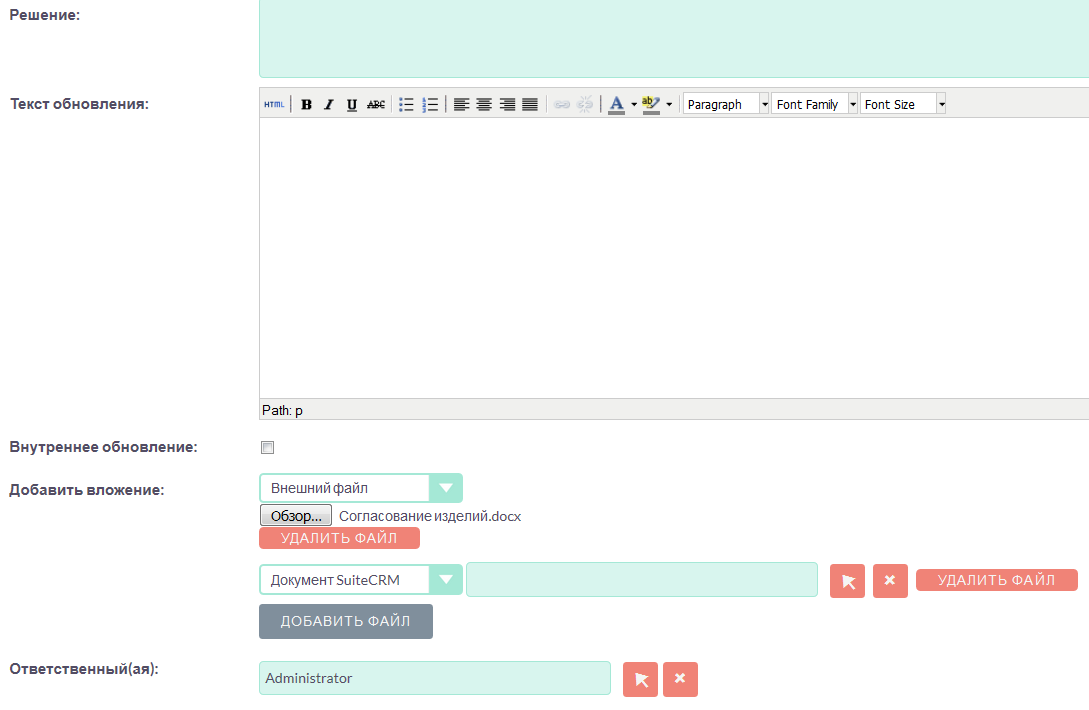 Решение:
Текст обновления:
HTML B I U ABC A ab Paragraph Font Family Font Size
Path: p
Внутреннее обновление:
Добавить вложение:
Внешний файл
Обзор... Согласование изделий.docx
УДАЛИТЬ ФАЙЛ
Документ SuiteCRM
УДАЛИТЬ ФАЙЛ
ДОБАВИТЬ ФАЙЛ
Ответственный(ая):
Administrator